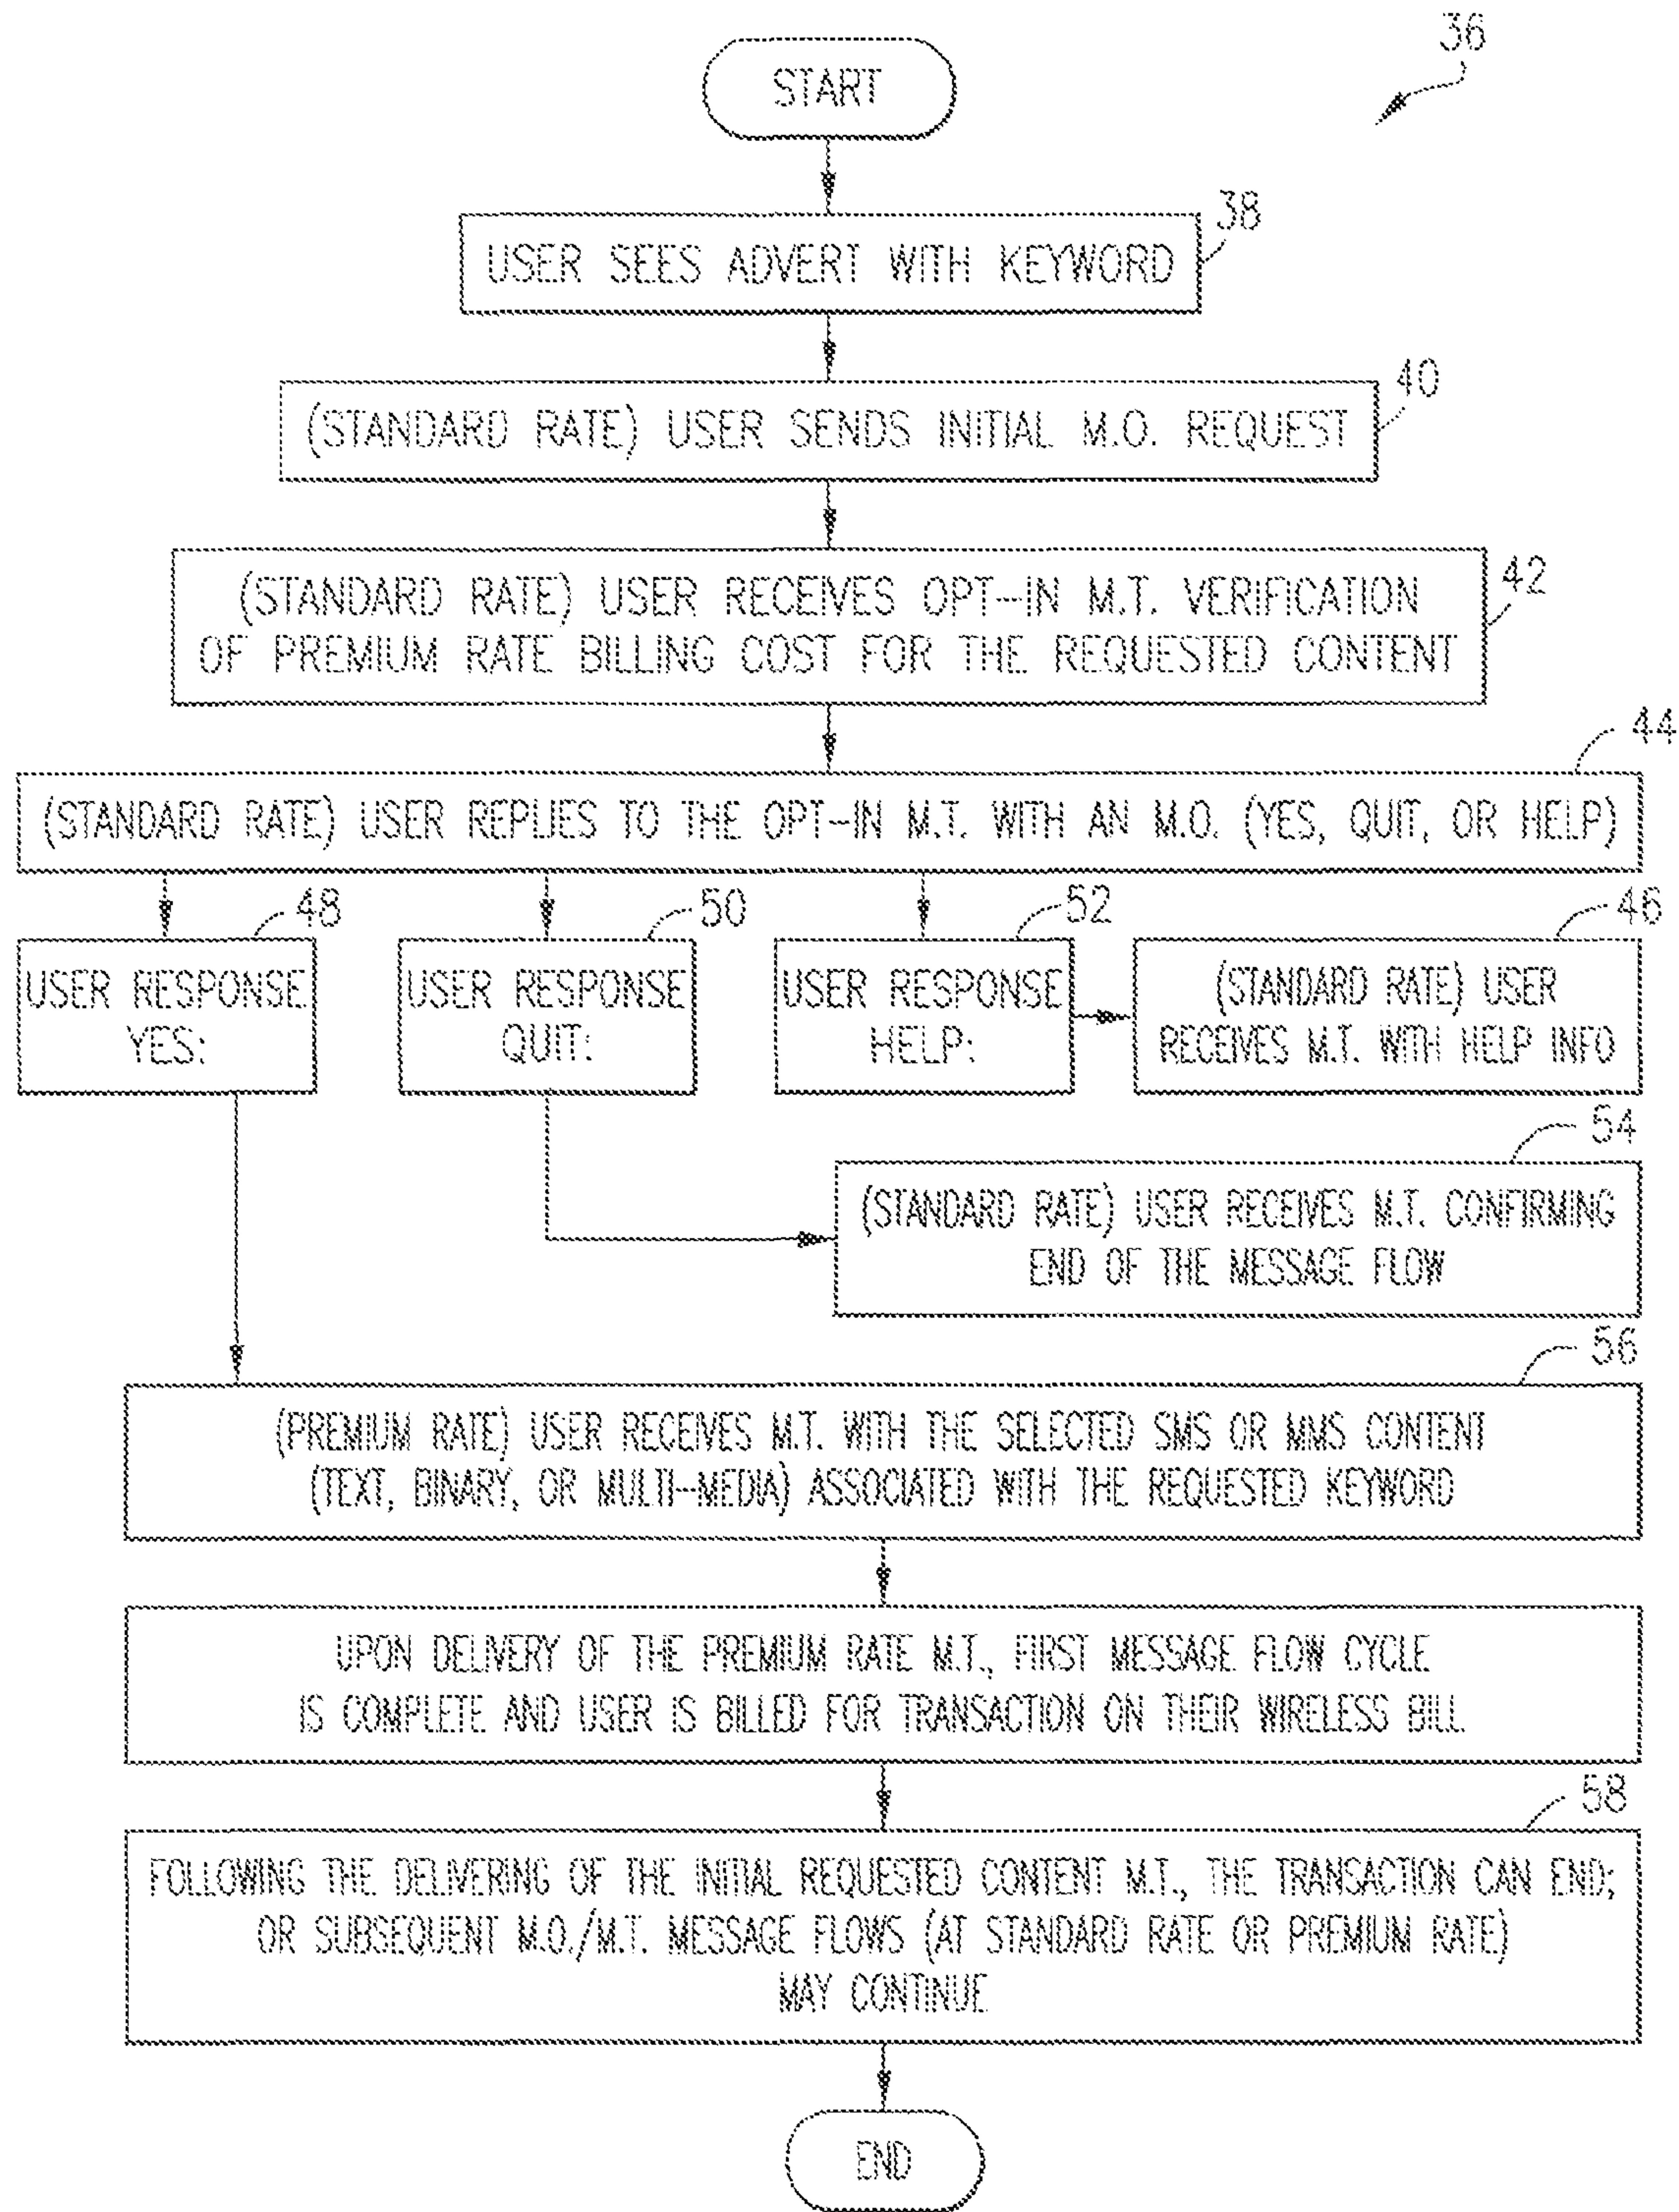 36
START
38
USER SEES ADVERT WITH KEYWORD
40
(STANDARD RATE) USER SENDS INITIAL M.O. REQUEST
42
(STANDARD RATE) USER RECEIVES OPT-IN M.T. VERIFICATION
OF PREMIUM RATE BILLING COST FOR THE REQUESTED CONTENT
44
(STANDARD RATE) USER REPLIES TO THE OPT-IN M.T. WITH AN M.O. (YES, QUIT, OR HELP)
48
USER RESPONSE
YES:
50
USER RESPONSE
QUIT:
52
USER RESPONSE
HELP:
46
(STANDARD RATE) USER
RECEIVES M.T. WITH HELP INFO
54
(STANDARD RATE) USER RECEIVES M.T. CONFIRMING
END OF THE MESSAGE FLOW
56
(PREMIUM RATE) USER RECEIVES M.T. WITH THE SELECTED SMS OR MMS CONTENT
(TEXT, BINARY, OR MULTI-MEDIA) ASSOCIATED WITH THE REQUESTED KEYWORD
UPON DELIVERY OF THE PREMIUM RATE M.T., FIRST MESSAGE FLOW CYCLE
IS COMPLETE AND USER IS BILLED FOR TRANSACTION ON THEIR WIRELESS BILL
58
FOLLOWING THE DELIVERING OF THE INITIAL REQUESTED CONTENT M.T., THE TRANSACTION CAN END;
OR SUBSEQUENT M.O./M.T. MESSAGE FLOWS (AT STANDARD RATE OR PREMIUM RATE)
MAY CONTINUE
END